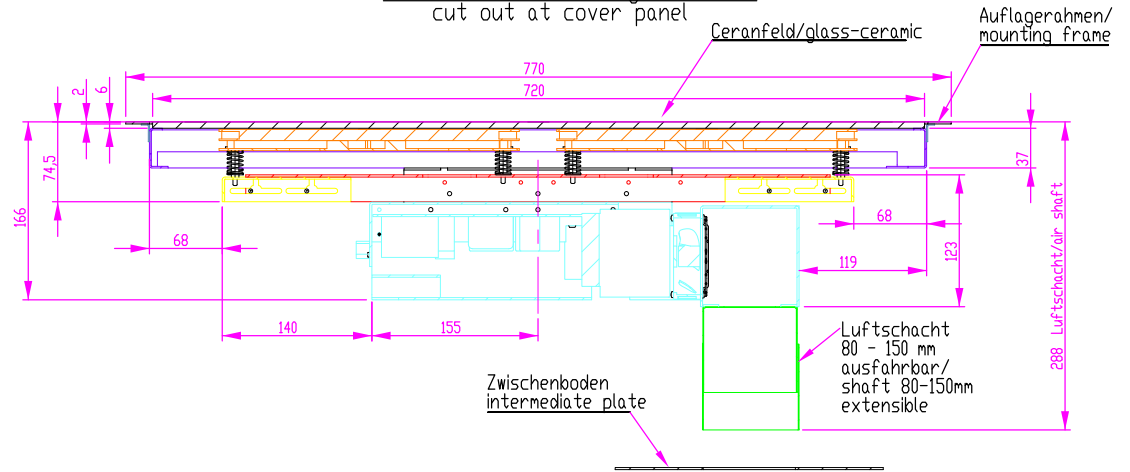 cut out at cover panel
Ceranfeld/glass-ceramic
Auflagerahmen/
mounting frame
770
720
2
6
74,5
166
37
68
68
123
119
140
155
288 Luftschacht/air shaft
Luftschacht
80 - 150 mm
ausfahrbar/
shaft 80-150mm
extensible
Zwischenboden
intermediate plate